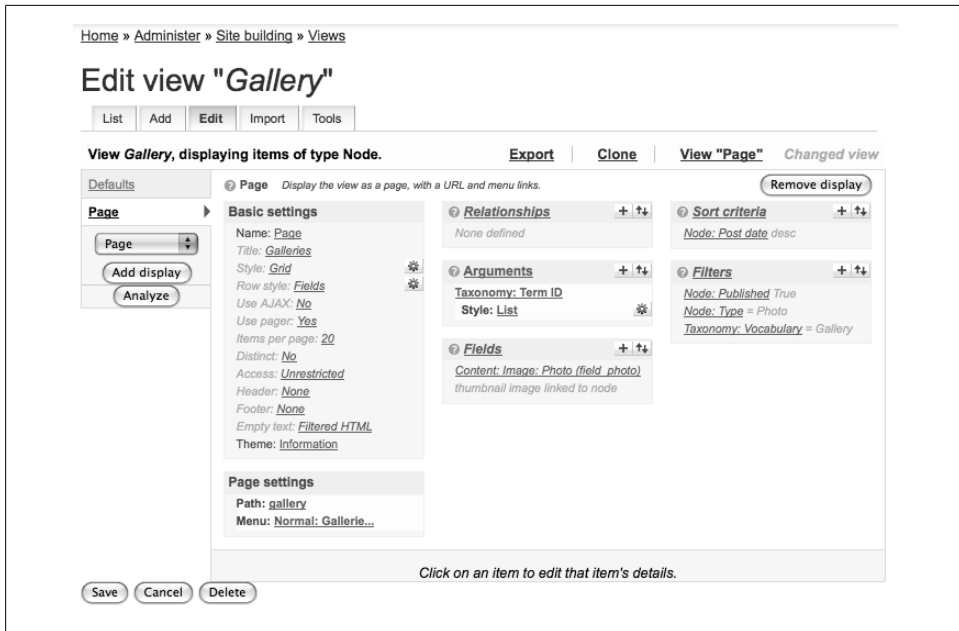 Home » Administer » Site building » Views
Edit view "Gallery"
List Add Edit Import Tools
View Gallery, displaying items of type Node.
Export Clone View "Page" Changed view
Defaults
Page
Page
Add display
Analyze
Page Display the view as a page, with a URL and menu links.
Remove display
Basic settings
Name: Page
Title: Galleries
Style: Grid
Row style: Fields
Use AJAX: No
Use pager: Yes
Items per page: 20
Distinct: No
Access: Unrestricted
Header: None
Footer: None
Empty text: Filtered HTML
Theme: Information
Page settings
Path: gallery
Menu: Normal: Gallerie...
Relationships
None defined
Arguments
Taxonomy: Term ID
Style: List
Fields
Content: Image: Photo (field_photo)
thumbnail image linked to node
Sort criteria
Node: Post date desc
Filters
Node: Published True
Node: Type = Photo
Taxonomy: Vocabulary = Gallery
Click on an item to edit that item's details.
Save Cancel Delete